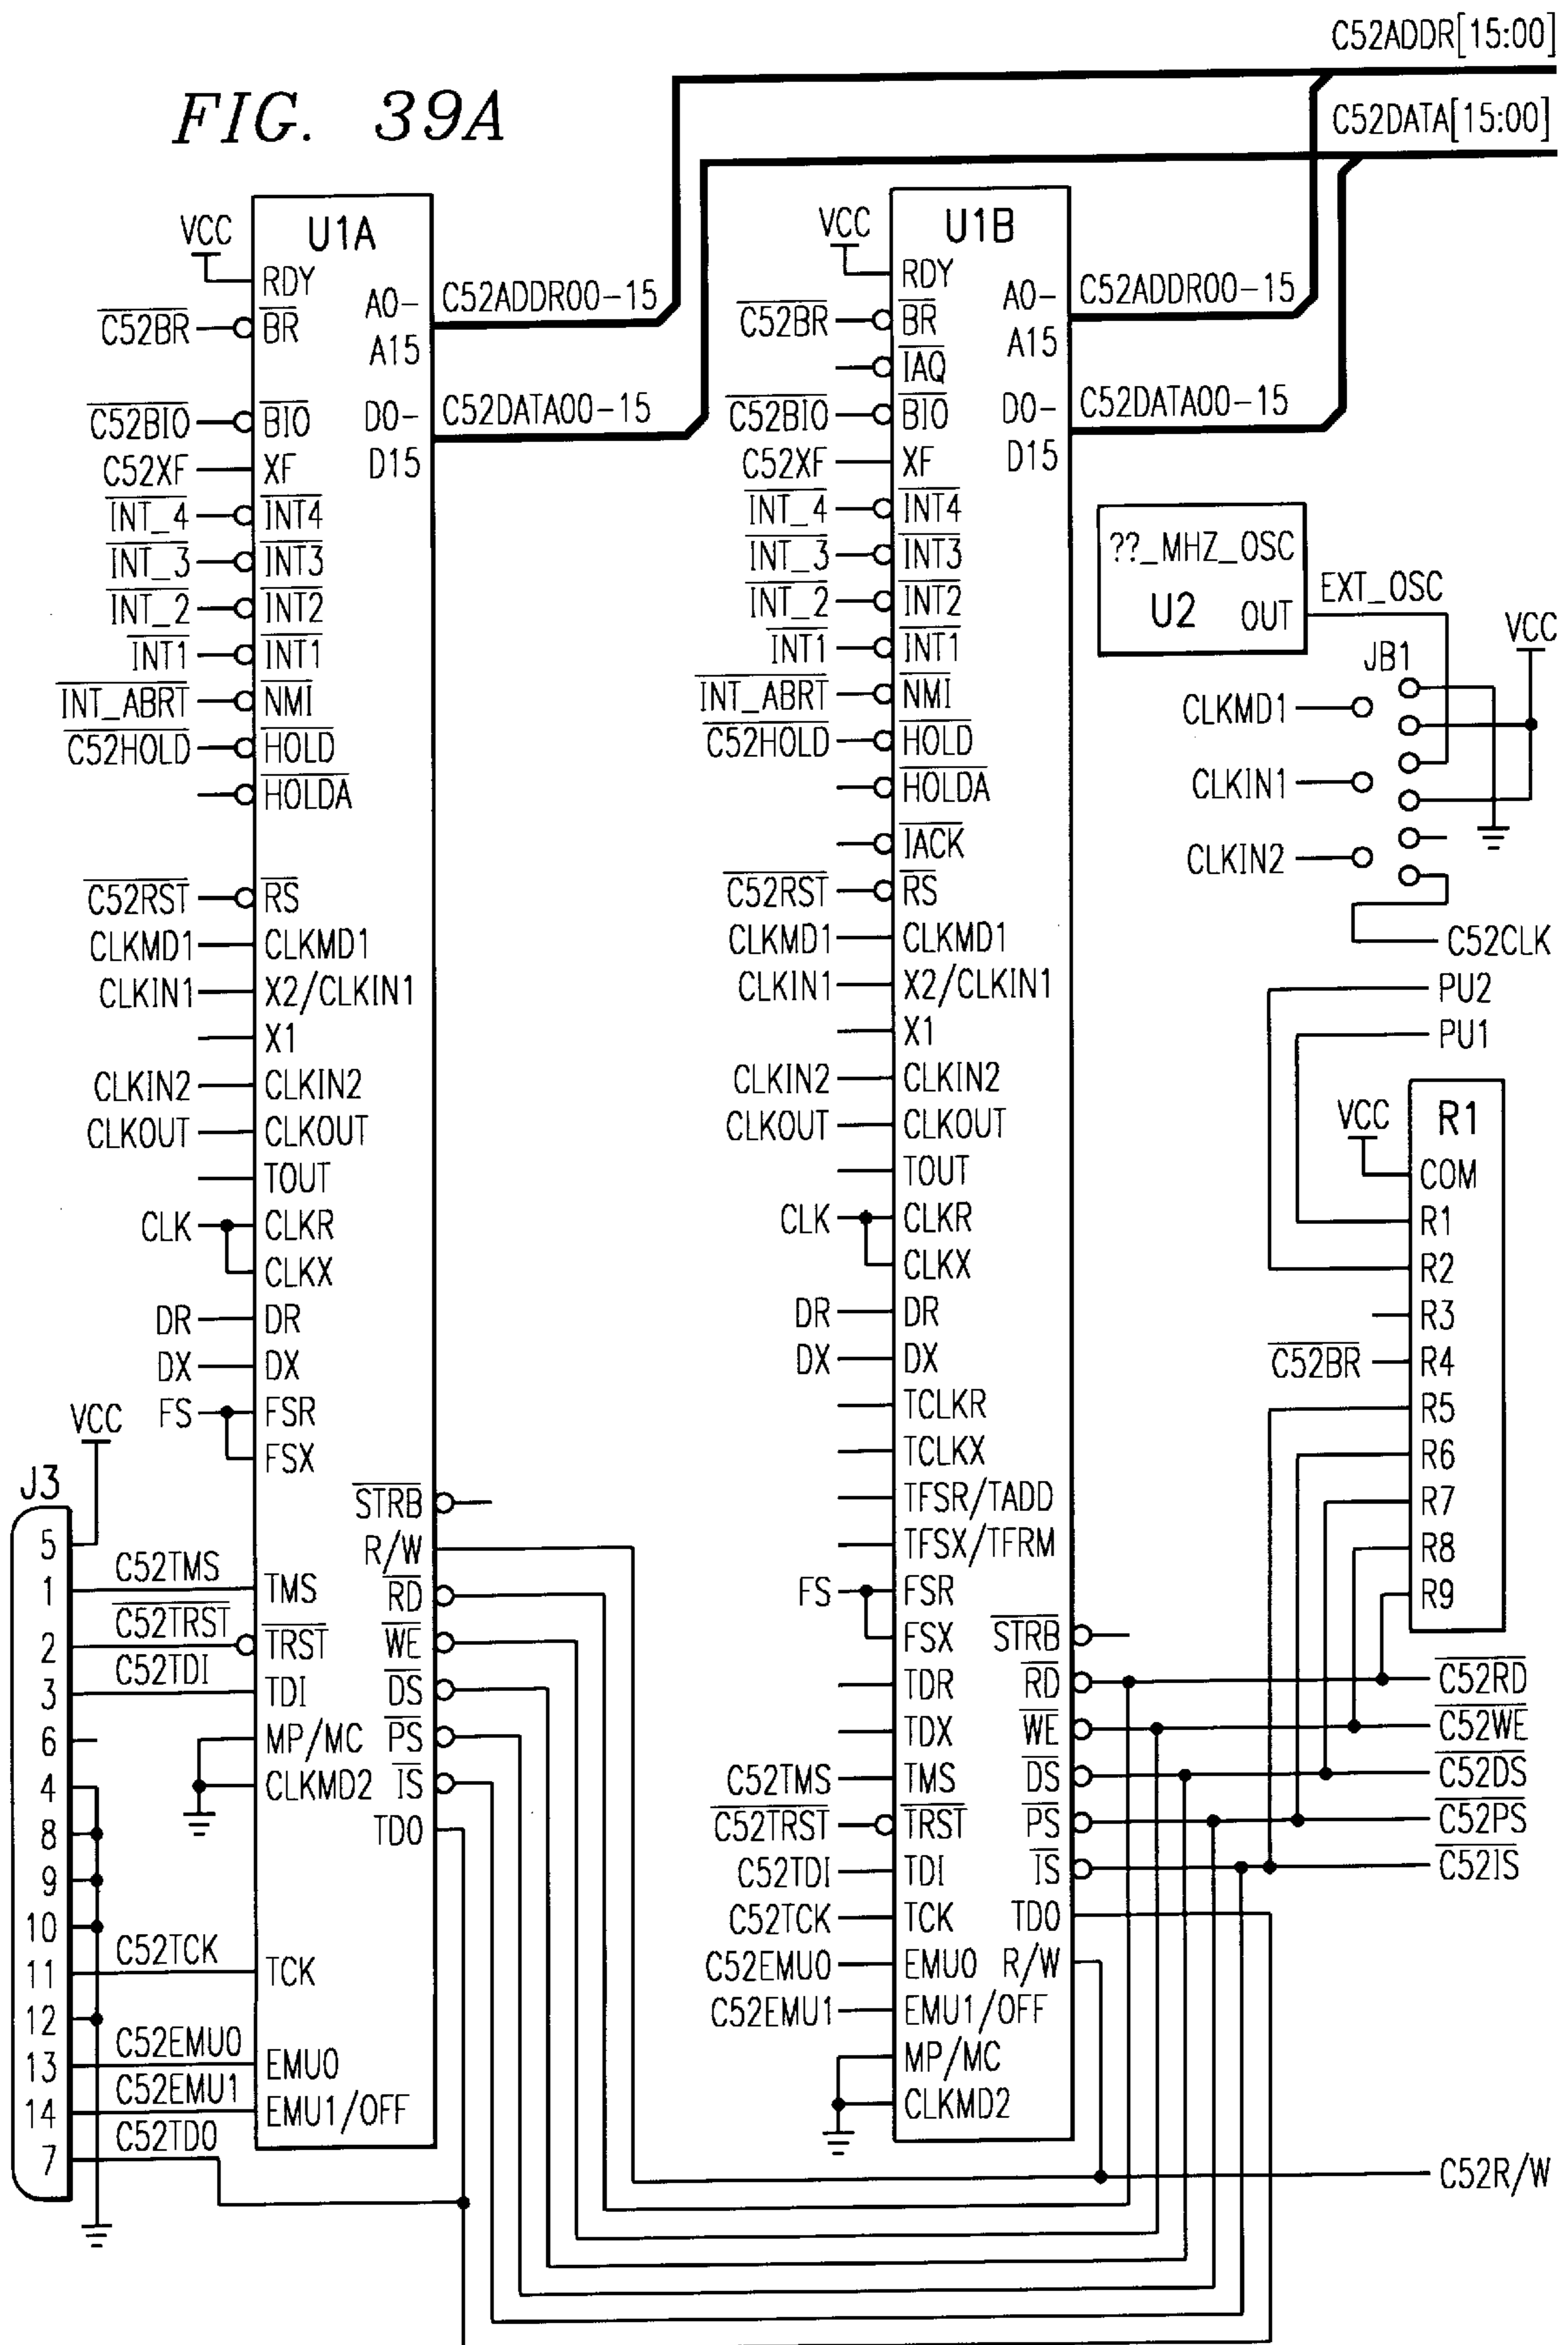 FIG. 39A
C52ADDR[15:00]
C52DATA[15:00]
U1A
VCC
RDY
C52BR
BR
A0-
A15
C52ADDR00-15
C52BIO
BIO
D0-
D15
C52DATA00-15
C52XF
XF
INT_4
INT4
INT_3
INT3
INT_2
INT2
INT1
INT1
INT_ABRT
NMI
C52HOLD
HOLD
HOLDA
C52RST
RS
CLKMD1
CLKMD1
CLKIN1
X2/CLKIN1
X1
CLKIN2
CLKIN2
CLKOUT
CLKOUT
TOUT
CLK
CLKR
CLKX
DR
DR
DX
DX
FS
FSR
FSX
STRB
R/W
RD
WE
DS
PS
IS
TDO
TMS
TRST
TDI
MP/MC
CLKMD2
TCK
EMU0
EMU1/OFF
VCC
J3
5
1
C52TMS
2
C52TRST
3
C52TDI
6
4
8
9
10
11
C52TCK
12
13
C52EMU0
14
C52EMU1
7
C52TDO
U1B
VCC
RDY
C52BR
BR
IAQ
A0-
A15
C52ADDR00-15
C52BIO
BIO
D0-
D15
C52DATA00-15
C52XF
XF
INT_4
INT4
INT_3
INT3
INT_2
INT2
INT1
INT1
INT_ABRT
NMI
C52HOLD
HOLD
HOLDA
IACK
C52RST
RS
CLKMD1
CLKMD1
CLKIN1
X2/CLKIN1
X1
CLKIN2
CLKIN2
CLKOUT
CLKOUT
TOUT
CLK
CLKR
CLKX
DR
DR
DX
DX
TCLKR
TCLKX
TFSR/TADD
TFSX/TFRM
FS
FSR
FSX
STRB
TDR
RD
TDX
WE
C52TMS
TMS
DS
C52TRST
TRST
PS
C52TDI
TDI
IS
C52TCK
TCK
TDO
C52EMU0
EMU0
R/W
C52EMU1
EMU1/OFF
MP/MC
CLKMD2
??_MHZ_OSC
U2
OUT
EXT_OSC
VCC
JB1
CLKMD1
CLKIN1
CLKIN2
C52CLK
PU2
PU1
VCC
R1
COM
R1
R2
R3
C52BR
R4
R5
R6
R7
R8
R9
C52RD
C52WE
C52DS
C52PS
C52IS
C52R/W